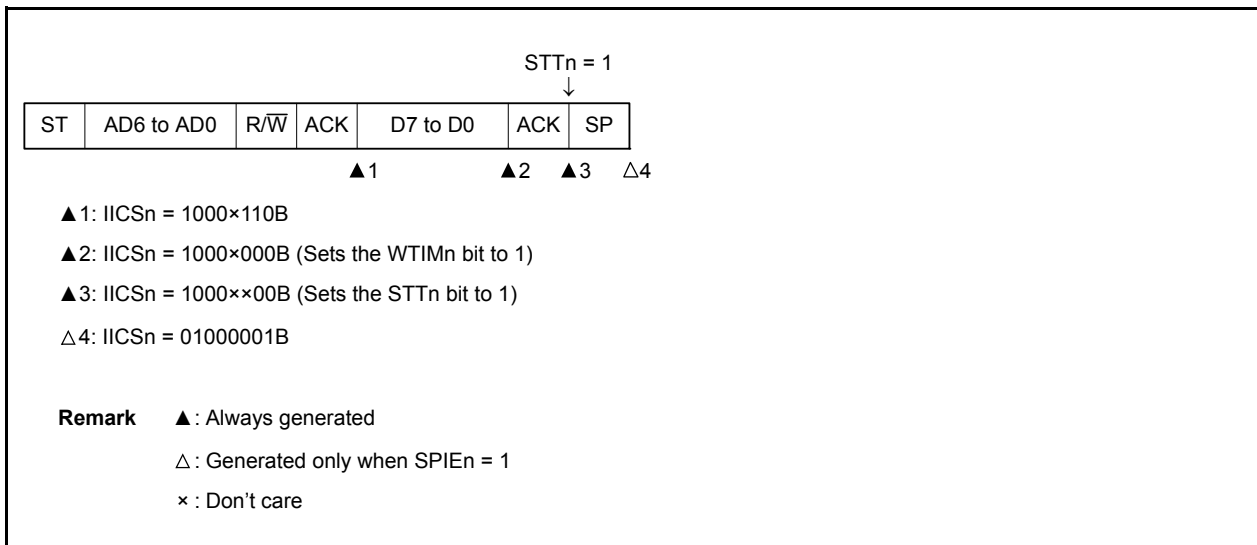 STTn = 1
↓
ST AD6 to AD0 R/W̅ ACK D7 to D0 ACK SP
▲1 ▲2 ▲3 △4
▲1: IICSn = 1000×110B
▲2: IICSn = 1000×000B (Sets the WTIMn bit to 1)
▲3: IICSn = 1000××00B (Sets the STTn bit to 1)
△4: IICSn = 01000001B
Remark ▲: Always generated
△: Generated only when SPIEn = 1
×: Don’t care